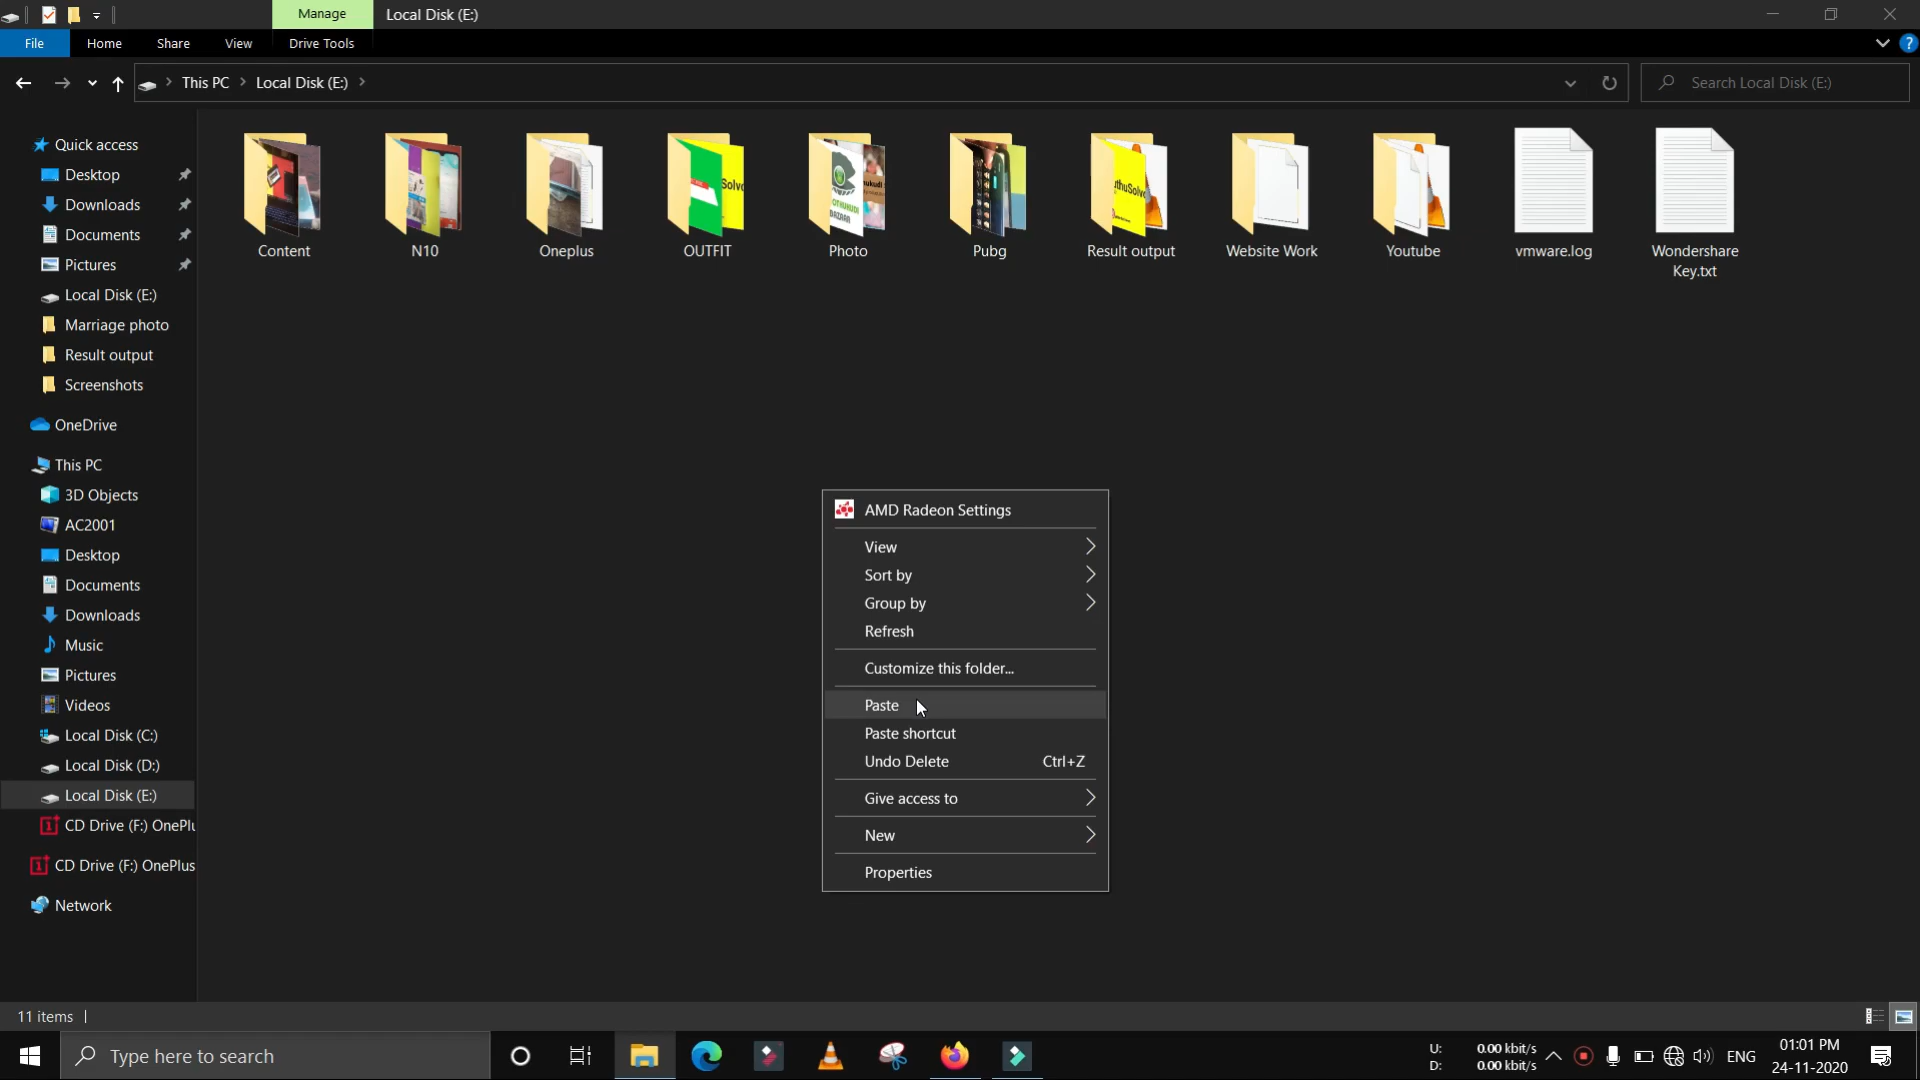 Manage
Local Disk (E:)
File
Home
Share
View
Drive Tools
This PC
Local Disk (E:)
Search Local Disk (E:)
Quick access
Desktop
Downloads
Documents
Pictures
Local Disk (E:)
Marriage photo
Result output
Screenshots
OneDrive
This PC
3D Objects
AC2001
Desktop
Documents
Downloads
Music
Pictures
Videos
Local Disk (C:)
Local Disk (D:)
Local Disk (E:)
CD Drive (F:) OnePlu
CD Drive (F:) OnePlus
Network
Content
N10
Oneplus
OUTFIT
Photo
Pubg
Result output
Website Work
Youtube
vmware.log
Wondershare
Key.txt
AMD Radeon Settings
View
Sort by
Group by
Refresh
Customize this folder...
Paste
Paste shortcut
Undo Delete Ctrl+Z
Give access to
New
Properties
11 items
Type here to search
U: 0.00 kbit/s
D: 0.00 kbit/s
ENG
01:01 PM
24-11-2020